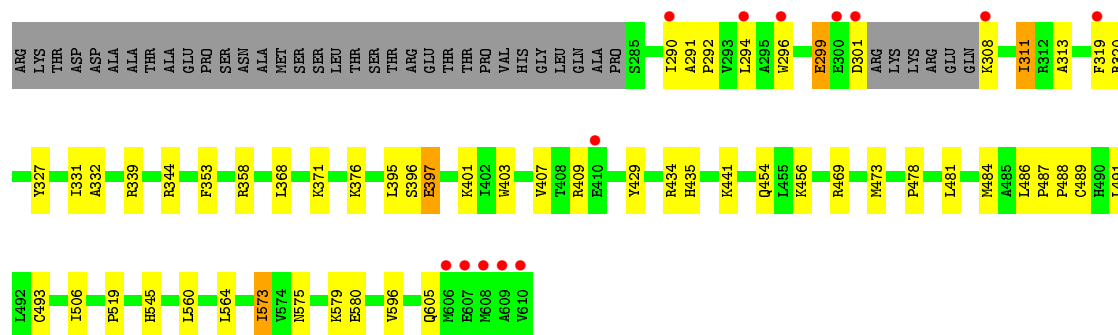 ARG LYS THR ASP ASP ALA ALA THR ALA GLU PRO SER ASN ALA MET SER SER LEU THR SER THR ARG GLU THR THR PRO VAL HIS GLY LEU GLN ALA PRO S285 I290 A291 P292 V293 L294 A295 W296 E299 E300 D301 ARG LYS LYS ARG GLU GLN K308 I311 R312 A313 F319 R320
Y327 I331 A332 R339 R344 F353 R358 L368 K371 K376 L395 S396 E397 K401 I402 W403 V407 T408 R409 E410 Y429 R434 H435 K441 Q454 L455 K456 R469 M473 P478 L481 M484 A485 L486 P487 P488 C489 H490 L491
L492 C493 I506 P519 H545 L560 L564 I573 V574 N575 K579 E580 V596 Q605 M606 E607 M608 A609 V610